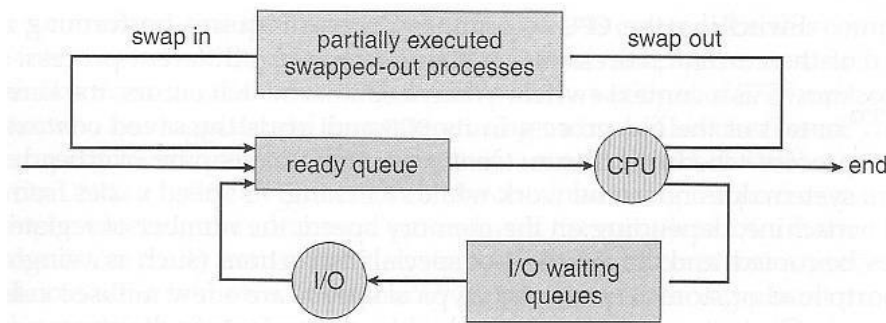 swap in
partially executed
swapped-out processes
swap out
ready queue
CPU
end
I/O
I/O waiting
queues